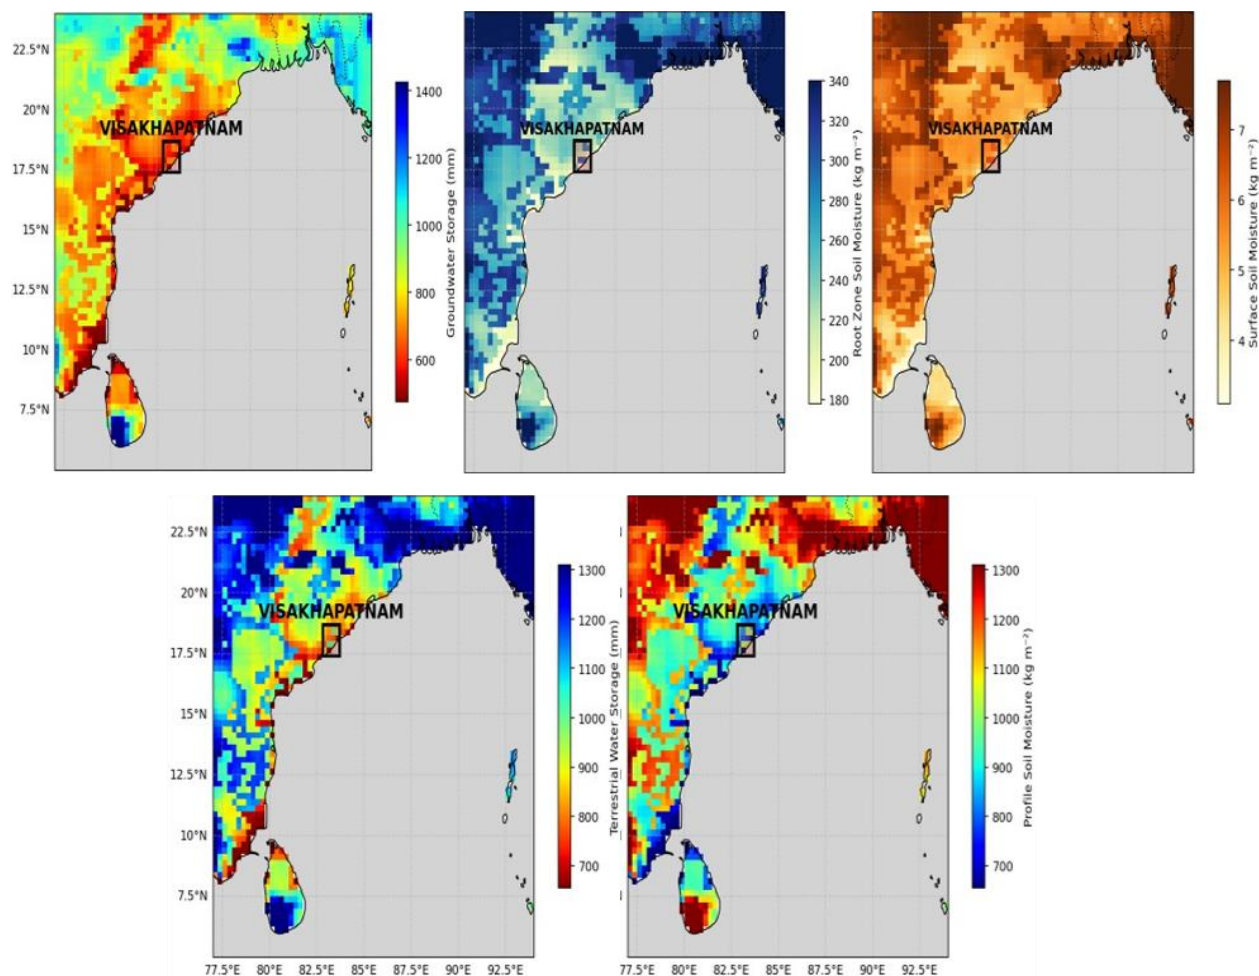 22.5°N
20°N
17.5°N
15°N
12.5°N
10°N
7.5°N
VISAKHAPATNAM
1400
1200
1000
800
600
Groundwater Storage (mm)
VISAKHAPATNAM
340
320
300
280
260
240
220
200
180
Root Zone Soil Moisture (kg m⁻²)
VISAKHAPATNAM
7
6
5
4
Surface Soil Moisture (kg m⁻²)
22.5°N
20°N
17.5°N
15°N
12.5°N
10°N
7.5°N
VISAKHAPATNAM
77.5°E 80°E 82.5°E 85°E 87.5°E 90°E 92.5°E
1300
1200
1100
1000
900
800
700
Terrestrial Water Storage (mm)
VISAKHAPATNAM
77.5°E 80°E 82.5°E 85°E 87.5°E 90°E 92.5°E
1300
1200
1100
1000
900
800
700
Profile Soil Moisture (kg m⁻²)